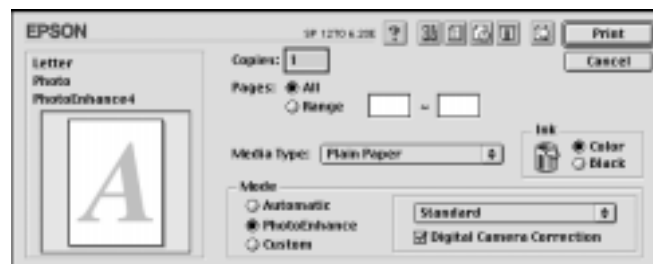 EPSON
SP 1270 6.20E
?
Print
Cancel
Letter
Photo
PhotoEnhance4
A
Copies: 1
Pages: All
Range ~
Media Type: Plain Paper
Ink
Color
Black
Mode
Automatic
PhotoEnhance
Custom
Standard
Digital Camera Correction